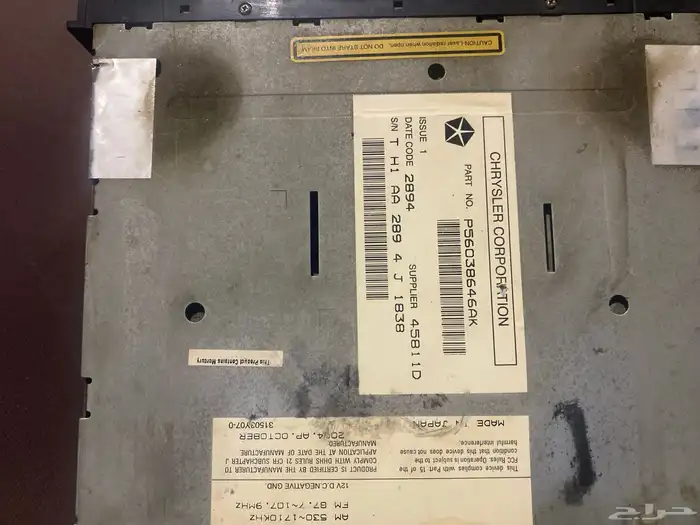 CAUTION-Laser radiation when open. DO NOT STARE INTO BEAM
CHRYSLER CORPORATION
PART NO. P56038646AK
ISSUE 1
DATE CODE 2894
SUPPLIER 45811D
S/N T H1 AA 289 4 J 1838
This Product Contains Mercury
AM 530~1710KHz
FM 87.7~107.9MHz
12V D.C. NEGATIVE GND
PRODUCT IS CERTIFIED BY THE MANUFACTURER TO
COMPLY WITH DHHS RULES 21 CFR SUBCHAPTER J
APPLICATION AT THE DATE OF MANUFACTURE
MANUFACTURED:
2004. AP. OCTOBER
31503Y07-0
This device complies with Part 15 of the
FCC Rules. Operation is subject to the
condition that this device does not cause
harmful interference.
MADE IN JAPAN
حراج